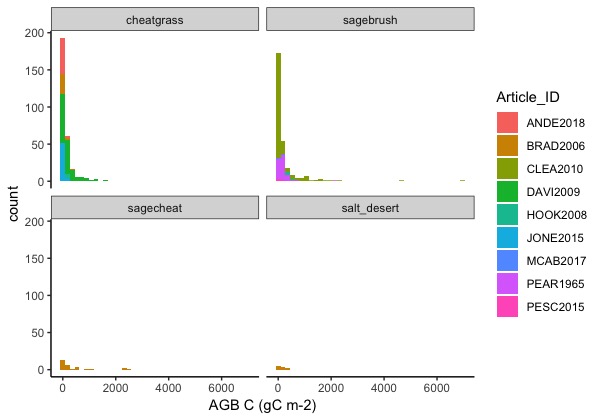 cheatgrass
sagebrush
200
150
100
50
0
sagecheat
salt_desert
200
150
100
50
0
0
2000
4000
6000
0
2000
4000
6000
AGB C (gC m-2)
count
Article_ID
ANDE2018
BRAD2006
CLEA2010
DAVI2009
HOOK2008
JONE2015
MCAB2017
PEAR1965
PESC2015